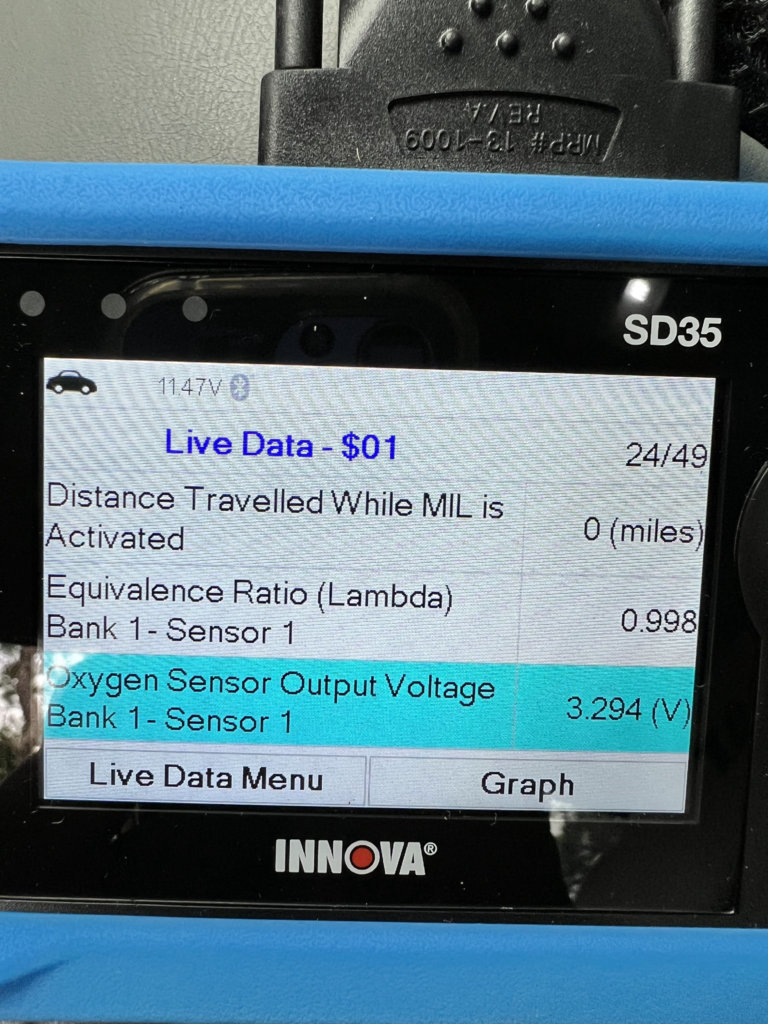 MRP# 13-1009
REV.A
SD35
11.47V
Live Data - $01
24/49
Distance Travelled While MIL is
Activated
0 (miles)
Equivalence Ratio (Lambda)
Bank 1 - Sensor 1
0.998
Oxygen Sensor Output Voltage
Bank 1 - Sensor 1
3.294 (V)
Live Data Menu
Graph
INNOVA®